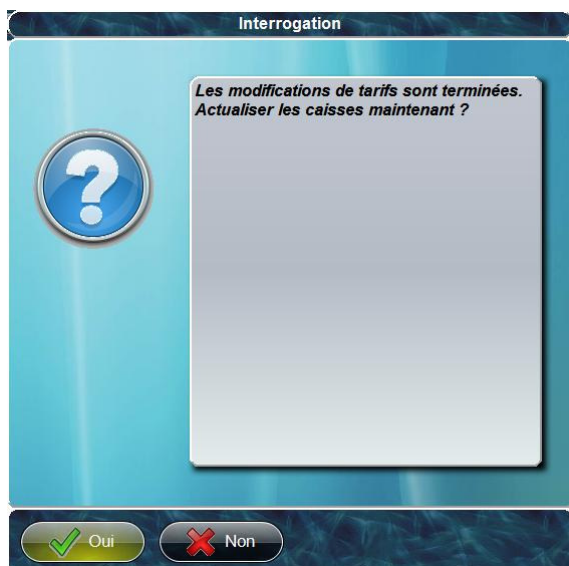 Interrogation
Les modifications de tarifs sont terminées.
Actualiser les caisses maintenant ?
Oui
Non